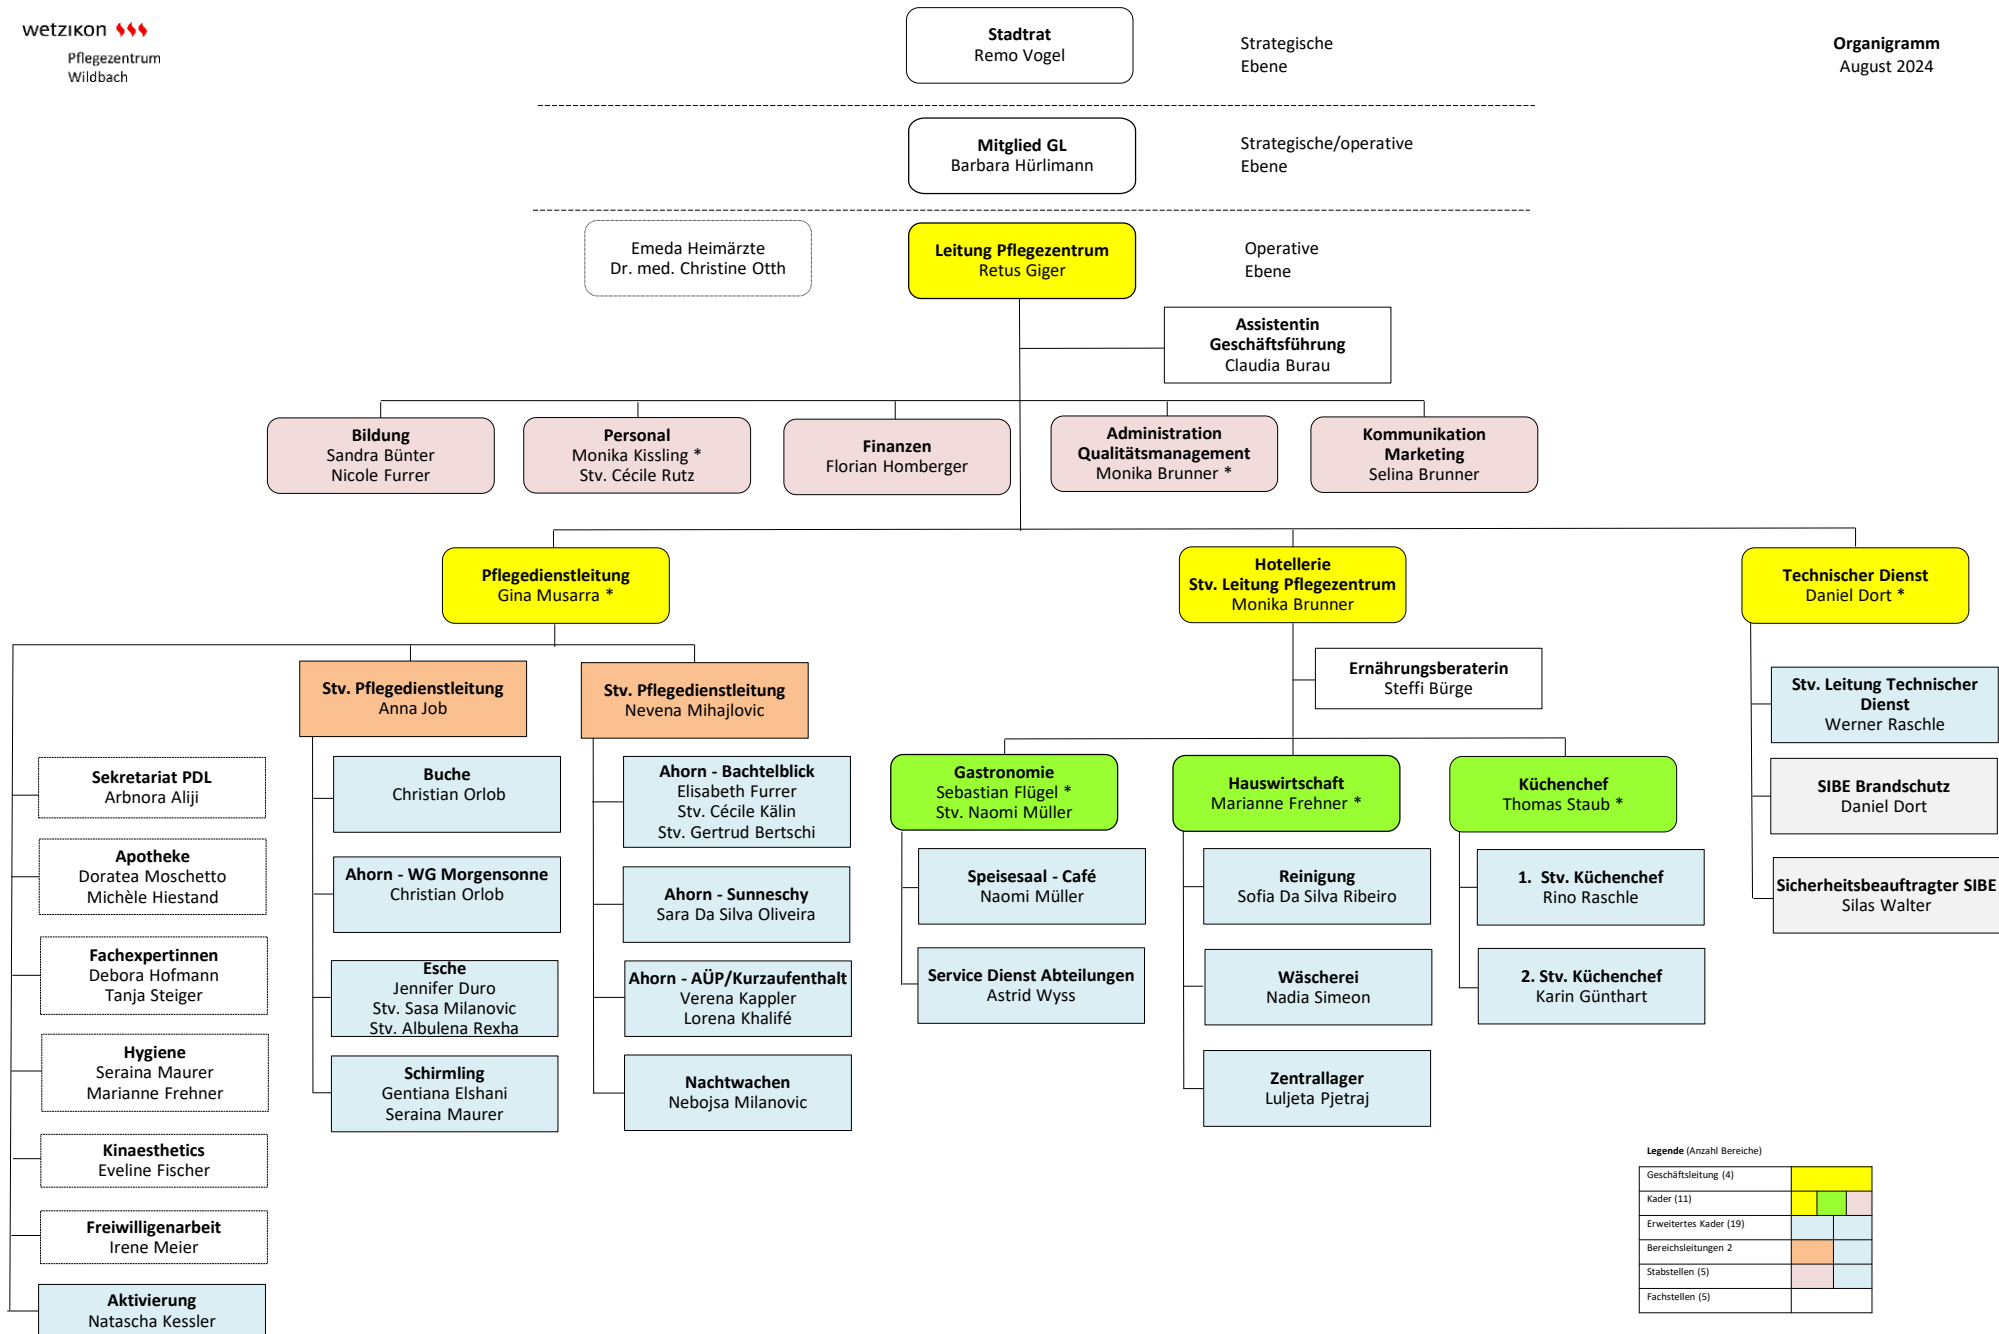 wetzikon
Pflegezentrum
Wildbach
Stadtrat
Remo Vogel
Strategische
Ebene
Organigramm
August 2024
Mitglied GL
Barbara Hürlimann
Strategische/operative
Ebene
Emeda Heimärzte
Dr. med. Christine Otth
Leitung Pflegezentrum
Retus Giger
Operative
Ebene
Assistentin
Geschäftsführung
Claudia Burau
Bildung
Sandra Bünter
Nicole Furrer
Personal
Monika Kissling *
Stv. Cécile Rutz
Finanzen
Florian Homberger
Administration
Qualitätsmanagement
Monika Brunner *
Kommunikation
Marketing
Selina Brunner
Pflegedienstleitung
Gina Musarra *
Hotellerie
Stv. Leitung Pflegezentrum
Monika Brunner
Technischer Dienst
Daniel Dort *
Stv. Pflegedienstleitung
Anna Job
Stv. Pflegedienstleitung
Nevena Mihajlovic
Ernährungsberaterin
Steffi Bürge
Stv. Leitung Technischer
Dienst
Werner Raschle
Sekretariat PDL
Arbnora Aliji
Buche
Christian Orlob
Ahorn - Bachtelblick
Elisabeth Furrer
Stv. Cécile Kälin
Stv. Gertrud Bertschi
Gastronomie
Sebastian Flügel *
Stv. Naomi Müller
Hauswirtschaft
Marianne Frehner *
Küchenchef
Thomas Staub *
SIBE Brandschutz
Daniel Dort
Apotheke
Doratea Moschetto
Michèle Hiestand
Ahorn - WG Morgensonne
Christian Orlob
Ahorn - Sunneschy
Sara Da Silva Oliveira
Speisesaal - Café
Naomi Müller
Reinigung
Sofia Da Silva Ribeiro
1. Stv. Küchenchef
Rino Raschle
Sicherheitsbeauftragter SIBE
Silas Walter
Fachexpertinnen
Debora Hofmann
Tanja Steiger
Esche
Jennifer Duro
Stv. Sasa Milanovic
Stv. Albulena Rexha
Ahorn - AÜP/Kurzaufenthalt
Verena Kappler
Lorena Khalifé
Service Dienst Abteilungen
Astrid Wyss
Wäscherei
Nadia Simeon
2. Stv. Küchenchef
Karin Günthart
Hygiene
Seraina Maurer
Marianne Frehner
Schirmling
Gentiana Elshani
Seraina Maurer
Nachtwachen
Nebojsa Milanovic
Zentrallager
Luljeta Pjetraj
Kinaesthetics
Eveline Fischer
Freiwilligenarbeit
Irene Meier
Aktivierung
Natascha Kessler
Legende (Anzahl Bereiche)
Geschäftsleitung (4)
Kader (11)
Erweitertes Kader (19)
Bereichsleitungen 2
Stabstellen (5)
Fachstellen (5)